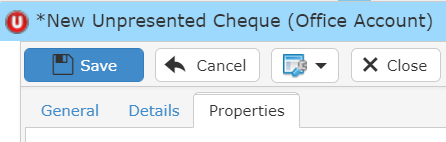 U *New Unpresented Cheque (Office Account)
Save Cancel Close
General Details Properties